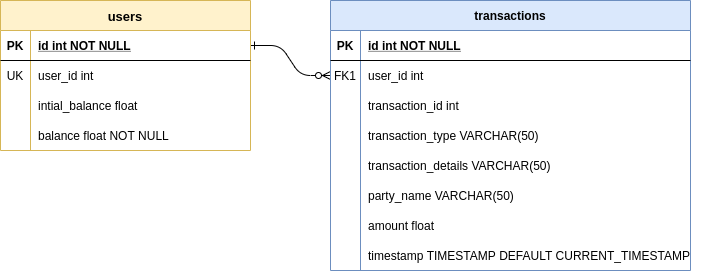 users
PK id int NOT NULL
UK user_id int
intial_balance float
balance float NOT NULL
transactions
PK id int NOT NULL
FK1 user_id int
transaction_id int
transaction_type VARCHAR(50)
transaction_details VARCHAR(50)
party_name VARCHAR(50)
amount float
timestamp TIMESTAMP DEFAULT CURRENT_TIMESTAMP